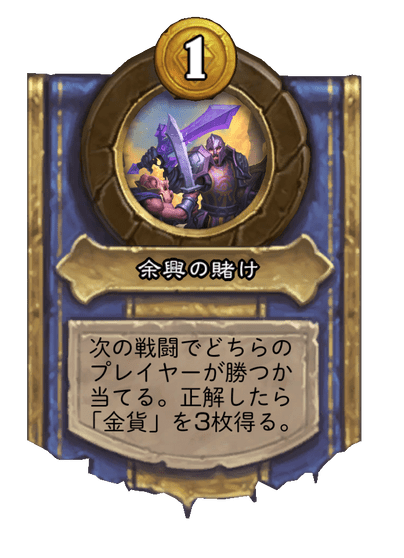 1
余興の賭け
次の戦闘でどちらの
プレイヤーが勝つか
当てる。正解したら
「金貨」を3枚得る。